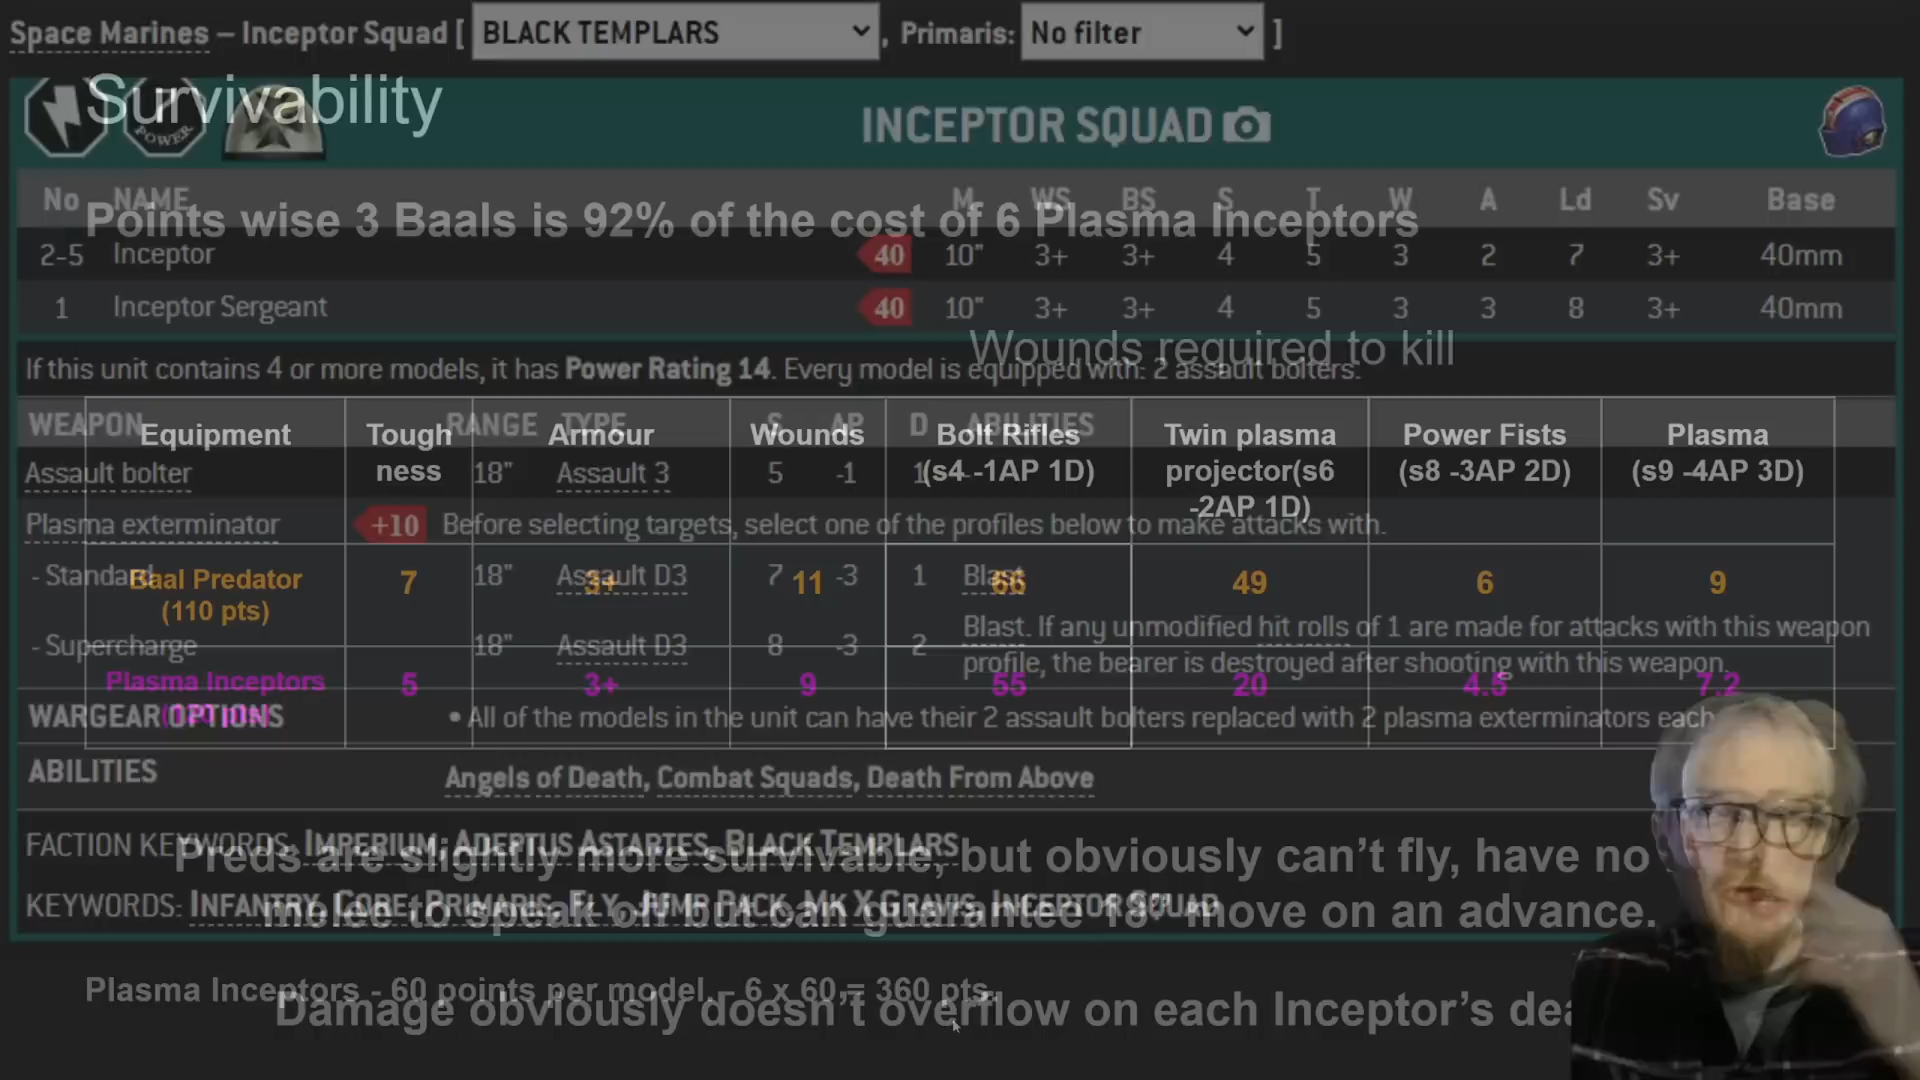 Space Marines – Inceptor Squad [ BLACK TEMPLARS , Primaris: No filter ]
Survivability
POWER
INCEPTOR SQUAD
No NAME M WS BS S T W A Ld Sv Base
Points wise 3 Baals is 92% of the cost of 6 Plasma Inceptors
2-5 Inceptor 40 10" 3+ 3+ 4 5 3 2 7 3+ 40mm
1 Inceptor Sergeant 40 10" 3+ 3+ 4 5 3 3 8 3+ 40mm
Wounds required to kill
If this unit contains 4 or more models, it has Power Rating 14. Every model is equipped with: 2 assault bolters.
WEAPON RANGE TYPE S AP D ABILITIES
Equipment Tough ness Armour Wounds Bolt Rifles (s4 -1AP 1D) Twin plasma projector(s6 -2AP 1D) Power Fists (s8 -3AP 2D) Plasma (s9 -4AP 3D)
Assault bolter 18" Assault 3 5 -1 1
Plasma exterminator +10 Before selecting targets, select one of the profiles below to make attacks with.
- Standard 18" Assault D3 7 -3 1 Blast
Baal Predator (110 pts) 7 3+ 11 66 49 6 9
- Supercharge 18" Assault D3 8 -3 2 Blast. If any unmodified hit rolls of 1 are made for attacks with this weapon
profile, the bearer is destroyed after shooting with this weapon.
Plasma Inceptors (120 pts) 5 3+ 9 55 20 4.5 7.2
WARGEAR OPTIONS • All of the models in the unit can have their 2 assault bolters replaced with 2 plasma exterminators each
ABILITIES Angels of Death, Combat Squads, Death From Above
FACTION KEYWORDS: IMPERIUM, ADEPTUS ASTARTES, BLACK TEMPLARS
Preds are slightly more survivable, but obviously can't fly, have no
KEYWORDS: INFANTRY, CORE, PRIMARIS, FLY, JUMP PACK, MK X GRAVIS, INCEPTOR SQUAD
melee to speak of but can guarantee 18" move on an advance.
Plasma Inceptors - 60 points per model. - 6 x 60 = 360 pts.
Damage obviously doesn't overflow on each Inceptor's